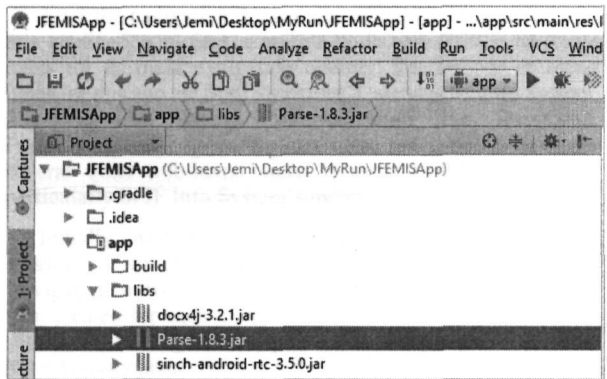 JFEMISApp - [C:\Users\Jemi\Desktop\MyRun\JFEMISApp] - [app] - ...\app\src\main\res\l
File Edit View Navigate Code Analyze Refactor Build Run Tools VCS Wind
app
JFEMISApp app libs Parse-1.8.3.jar
Captures
Project
JFEMISApp (C:\Users\Jemi\Desktop\MyRun\JFEMISApp)
.gradle
.idea
1: Project
app
build
libs
docx4j-3.2.1.jar
Parse-1.8.3.jar
sinch-android-rtc-3.5.0.jar